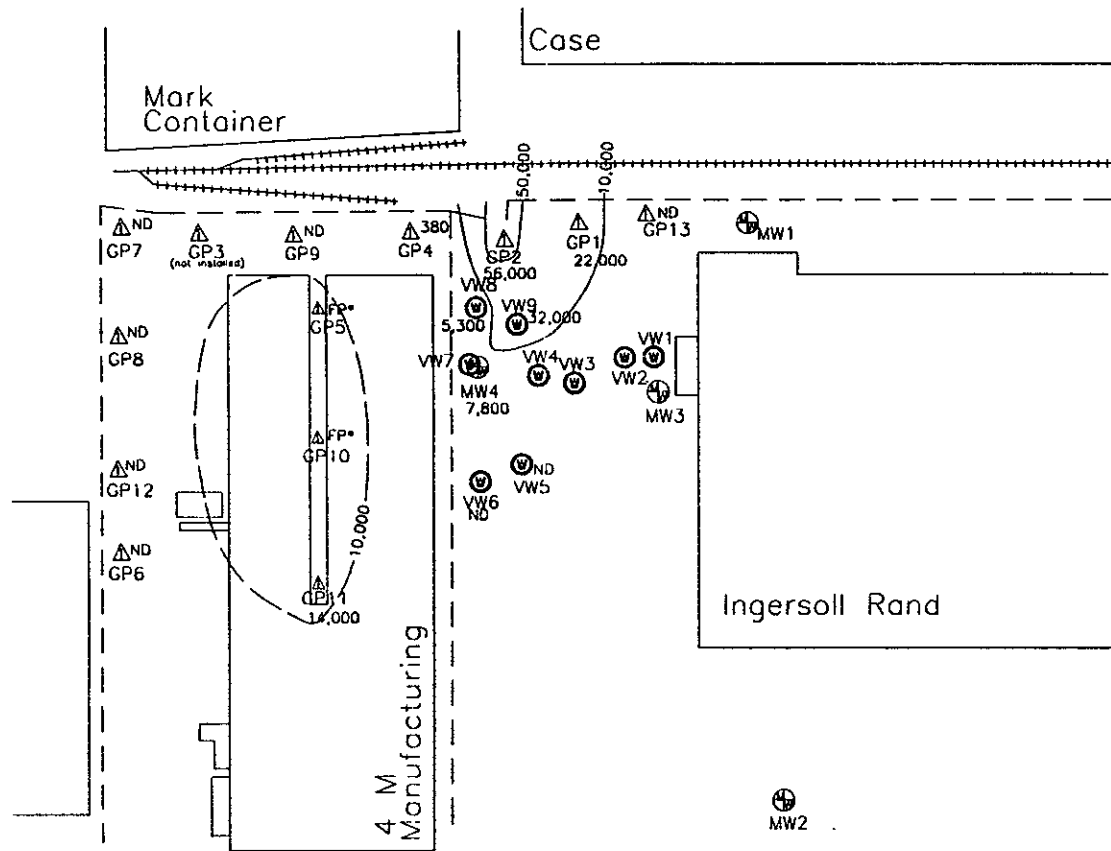 Case
Mark
Container
50,000
10,000
ND
GP7
GP3
(not installed)
ND
GP9
380
GP4
GP2
56,000
GP1
22,000
ND
GP13
MW1
VW8
5,300
VW9
32,000
FP*
GP5
ND
GP8
VW7
MW4
7,800
VW4
VW3
VW2
VW1
MW3
FP*
GP10
ND
GP12
ND
VW5
VW6
ND
ND
GP6
10,000
GP11
14,000
Ingersoll Rand
4 M
Manufacturing
MW2